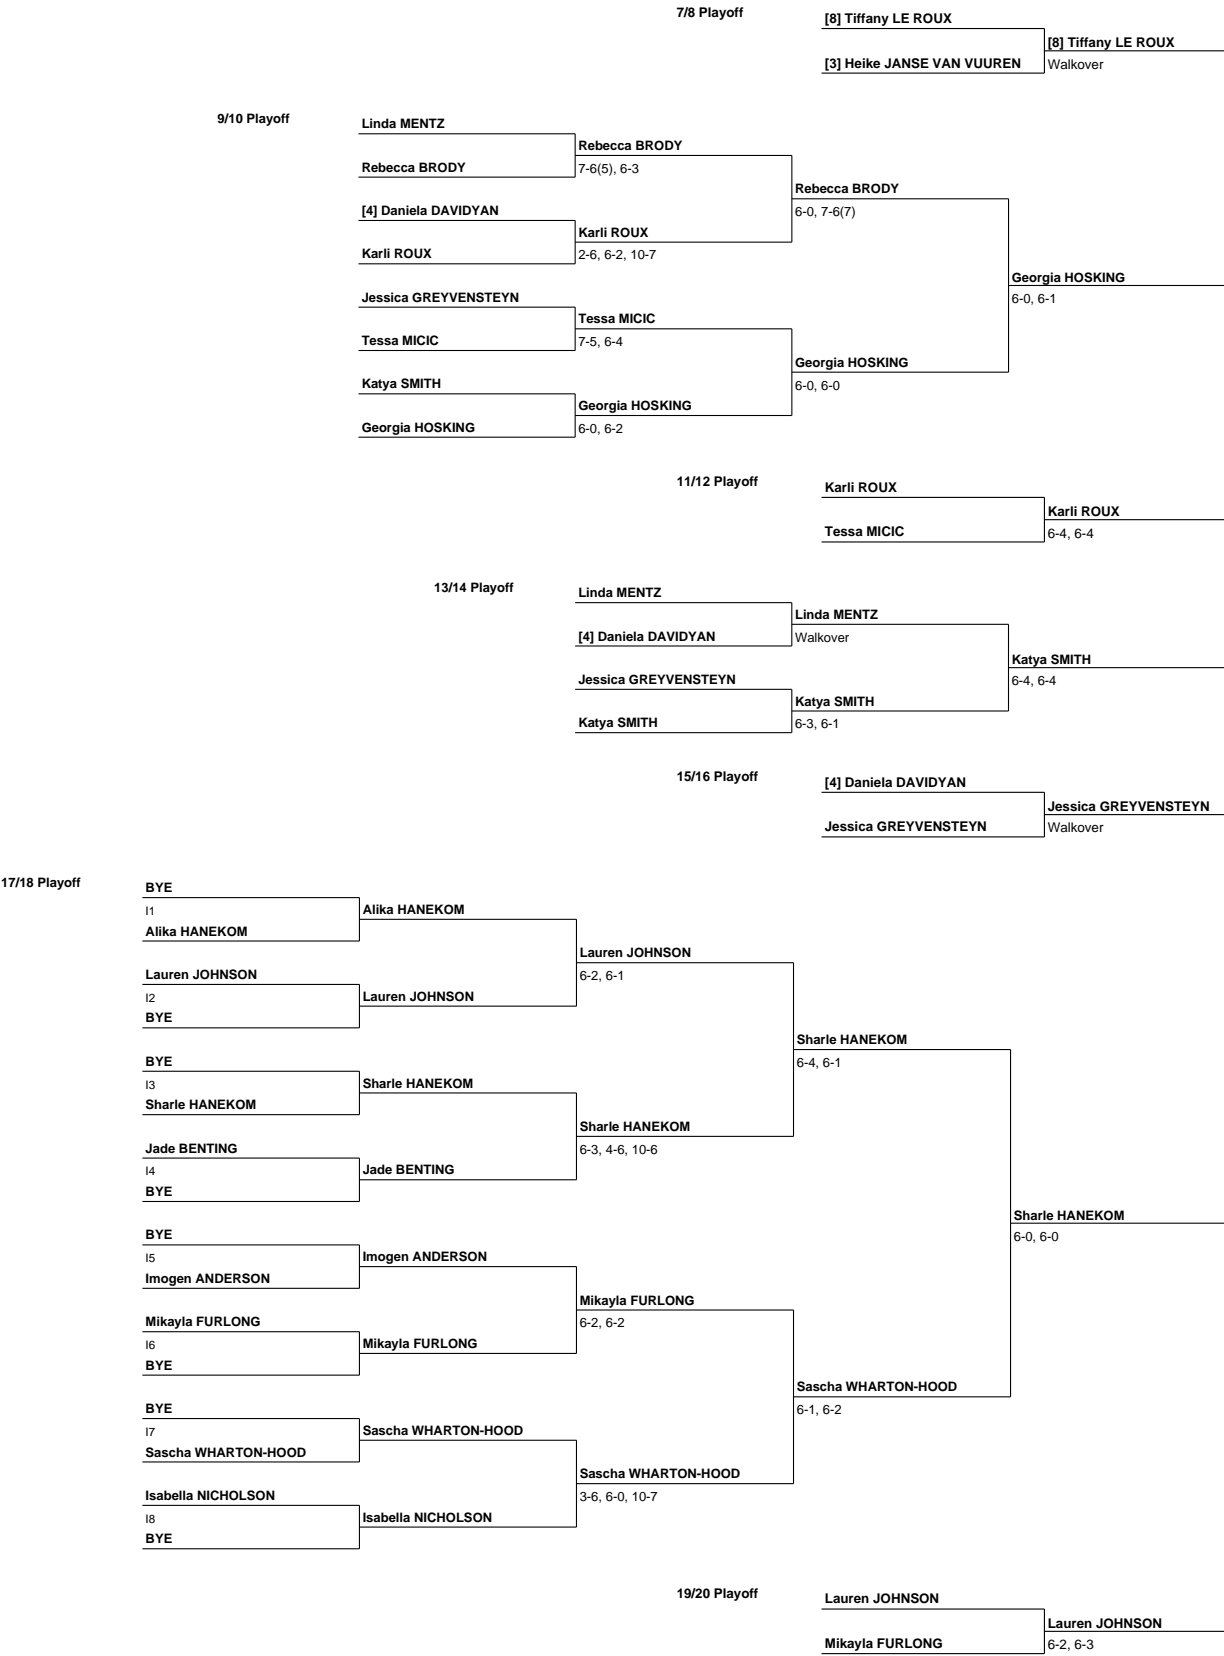 7/8 Playoff
[8] Tiffany LE ROUX
[8] Tiffany LE ROUX
[3] Heike JANSE VAN VUUREN
Walkover
9/10 Playoff
Linda MENTZ
Rebecca BRODY
Rebecca BRODY
7-6(5), 6-3
Rebecca BRODY
[4] Daniela DAVIDYAN
6-0, 7-6(7)
Karli ROUX
Karli ROUX
2-6, 6-2, 10-7
Georgia HOSKING
Jessica GREYVENSTEYN
6-0, 6-1
Tessa MICIC
Tessa MICIC
7-5, 6-4
Georgia HOSKING
Katya SMITH
6-0, 6-0
Georgia HOSKING
Georgia HOSKING
6-0, 6-2
11/12 Playoff
Karli ROUX
Karli ROUX
Tessa MICIC
6-4, 6-4
13/14 Playoff
Linda MENTZ
Linda MENTZ
[4] Daniela DAVIDYAN
Walkover
Katya SMITH
Jessica GREYVENSTEYN
6-4, 6-4
Katya SMITH
Katya SMITH
6-3, 6-1
15/16 Playoff
[4] Daniela DAVIDYAN
Jessica GREYVENSTEYN
Jessica GREYVENSTEYN
Walkover
17/18 Playoff
BYE
I1
Alika HANEKOM
Alika HANEKOM
Lauren JOHNSON
Lauren JOHNSON
6-2, 6-1
I2
Lauren JOHNSON
BYE
Sharle HANEKOM
BYE
6-4, 6-1
I3
Sharle HANEKOM
Sharle HANEKOM
Sharle HANEKOM
Jade BENTING
6-3, 4-6, 10-6
I4
Jade BENTING
BYE
Sharle HANEKOM
BYE
6-0, 6-0
I5
Imogen ANDERSON
Imogen ANDERSON
Mikayla FURLONG
Mikayla FURLONG
6-2, 6-2
I6
Mikayla FURLONG
BYE
Sascha WHARTON-HOOD
BYE
6-1, 6-2
I7
Sascha WHARTON-HOOD
Sascha WHARTON-HOOD
Sascha WHARTON-HOOD
Isabella NICHOLSON
3-6, 6-0, 10-7
I8
Isabella NICHOLSON
BYE
19/20 Playoff
Lauren JOHNSON
Lauren JOHNSON
Mikayla FURLONG
6-2, 6-3